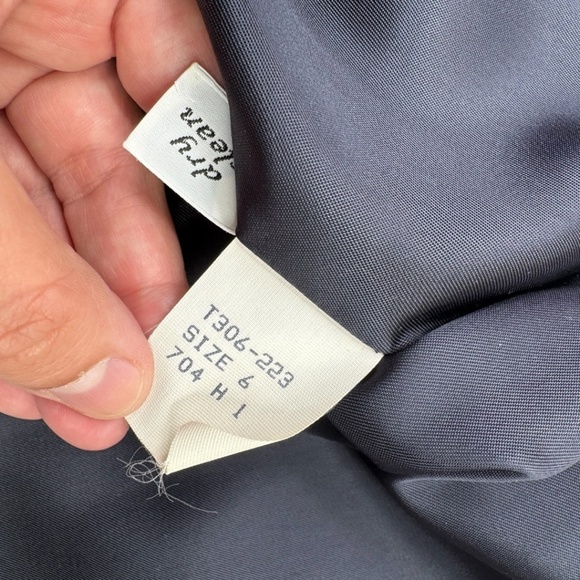 dry
clean
T306-223
SIZE 6
704 H 1